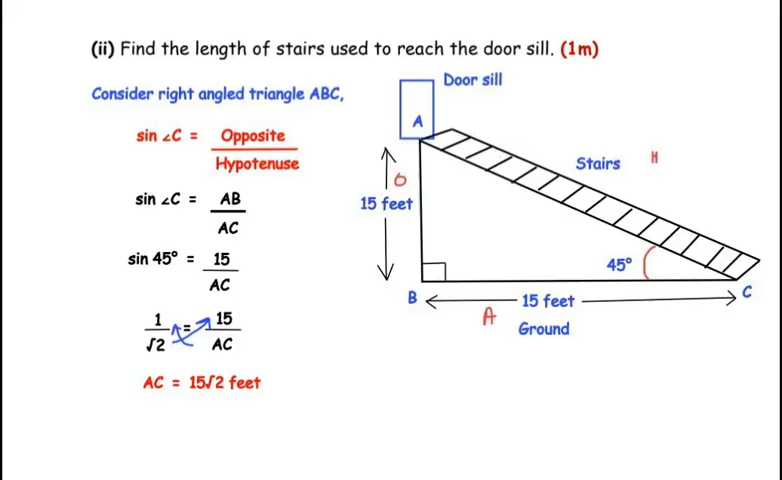 (ii) Find the length of stairs used to reach the door sill. (1m)
Consider right angled triangle ABC,
sin ∠C = Opposite
Hypotenuse
sin ∠C = AB
AC
sin 45° = 15
AC
1 = 15
√2 AC
AC = 15√2 feet
Door sill
A
Stairs H
O
15 feet
45°
B 15 feet C
A
Ground